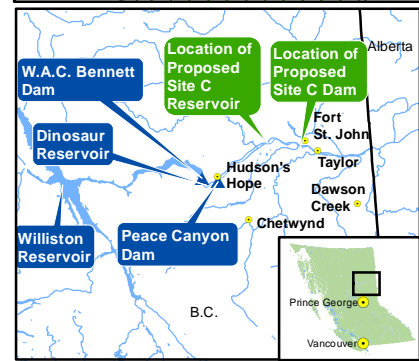 W.A.C. Bennett
Dam
Location of
Proposed
Site C
Reservoir
Location of
Proposed
Site C Dam
Alberta
Dinosaur
Reservoir
Fort
St. John
Taylor
Hudson's
Hope
Dawson
Creek
Williston
Reservoir
Peace Canyon
Dam
Chetwynd
B.C.
Prince George
Vancouver